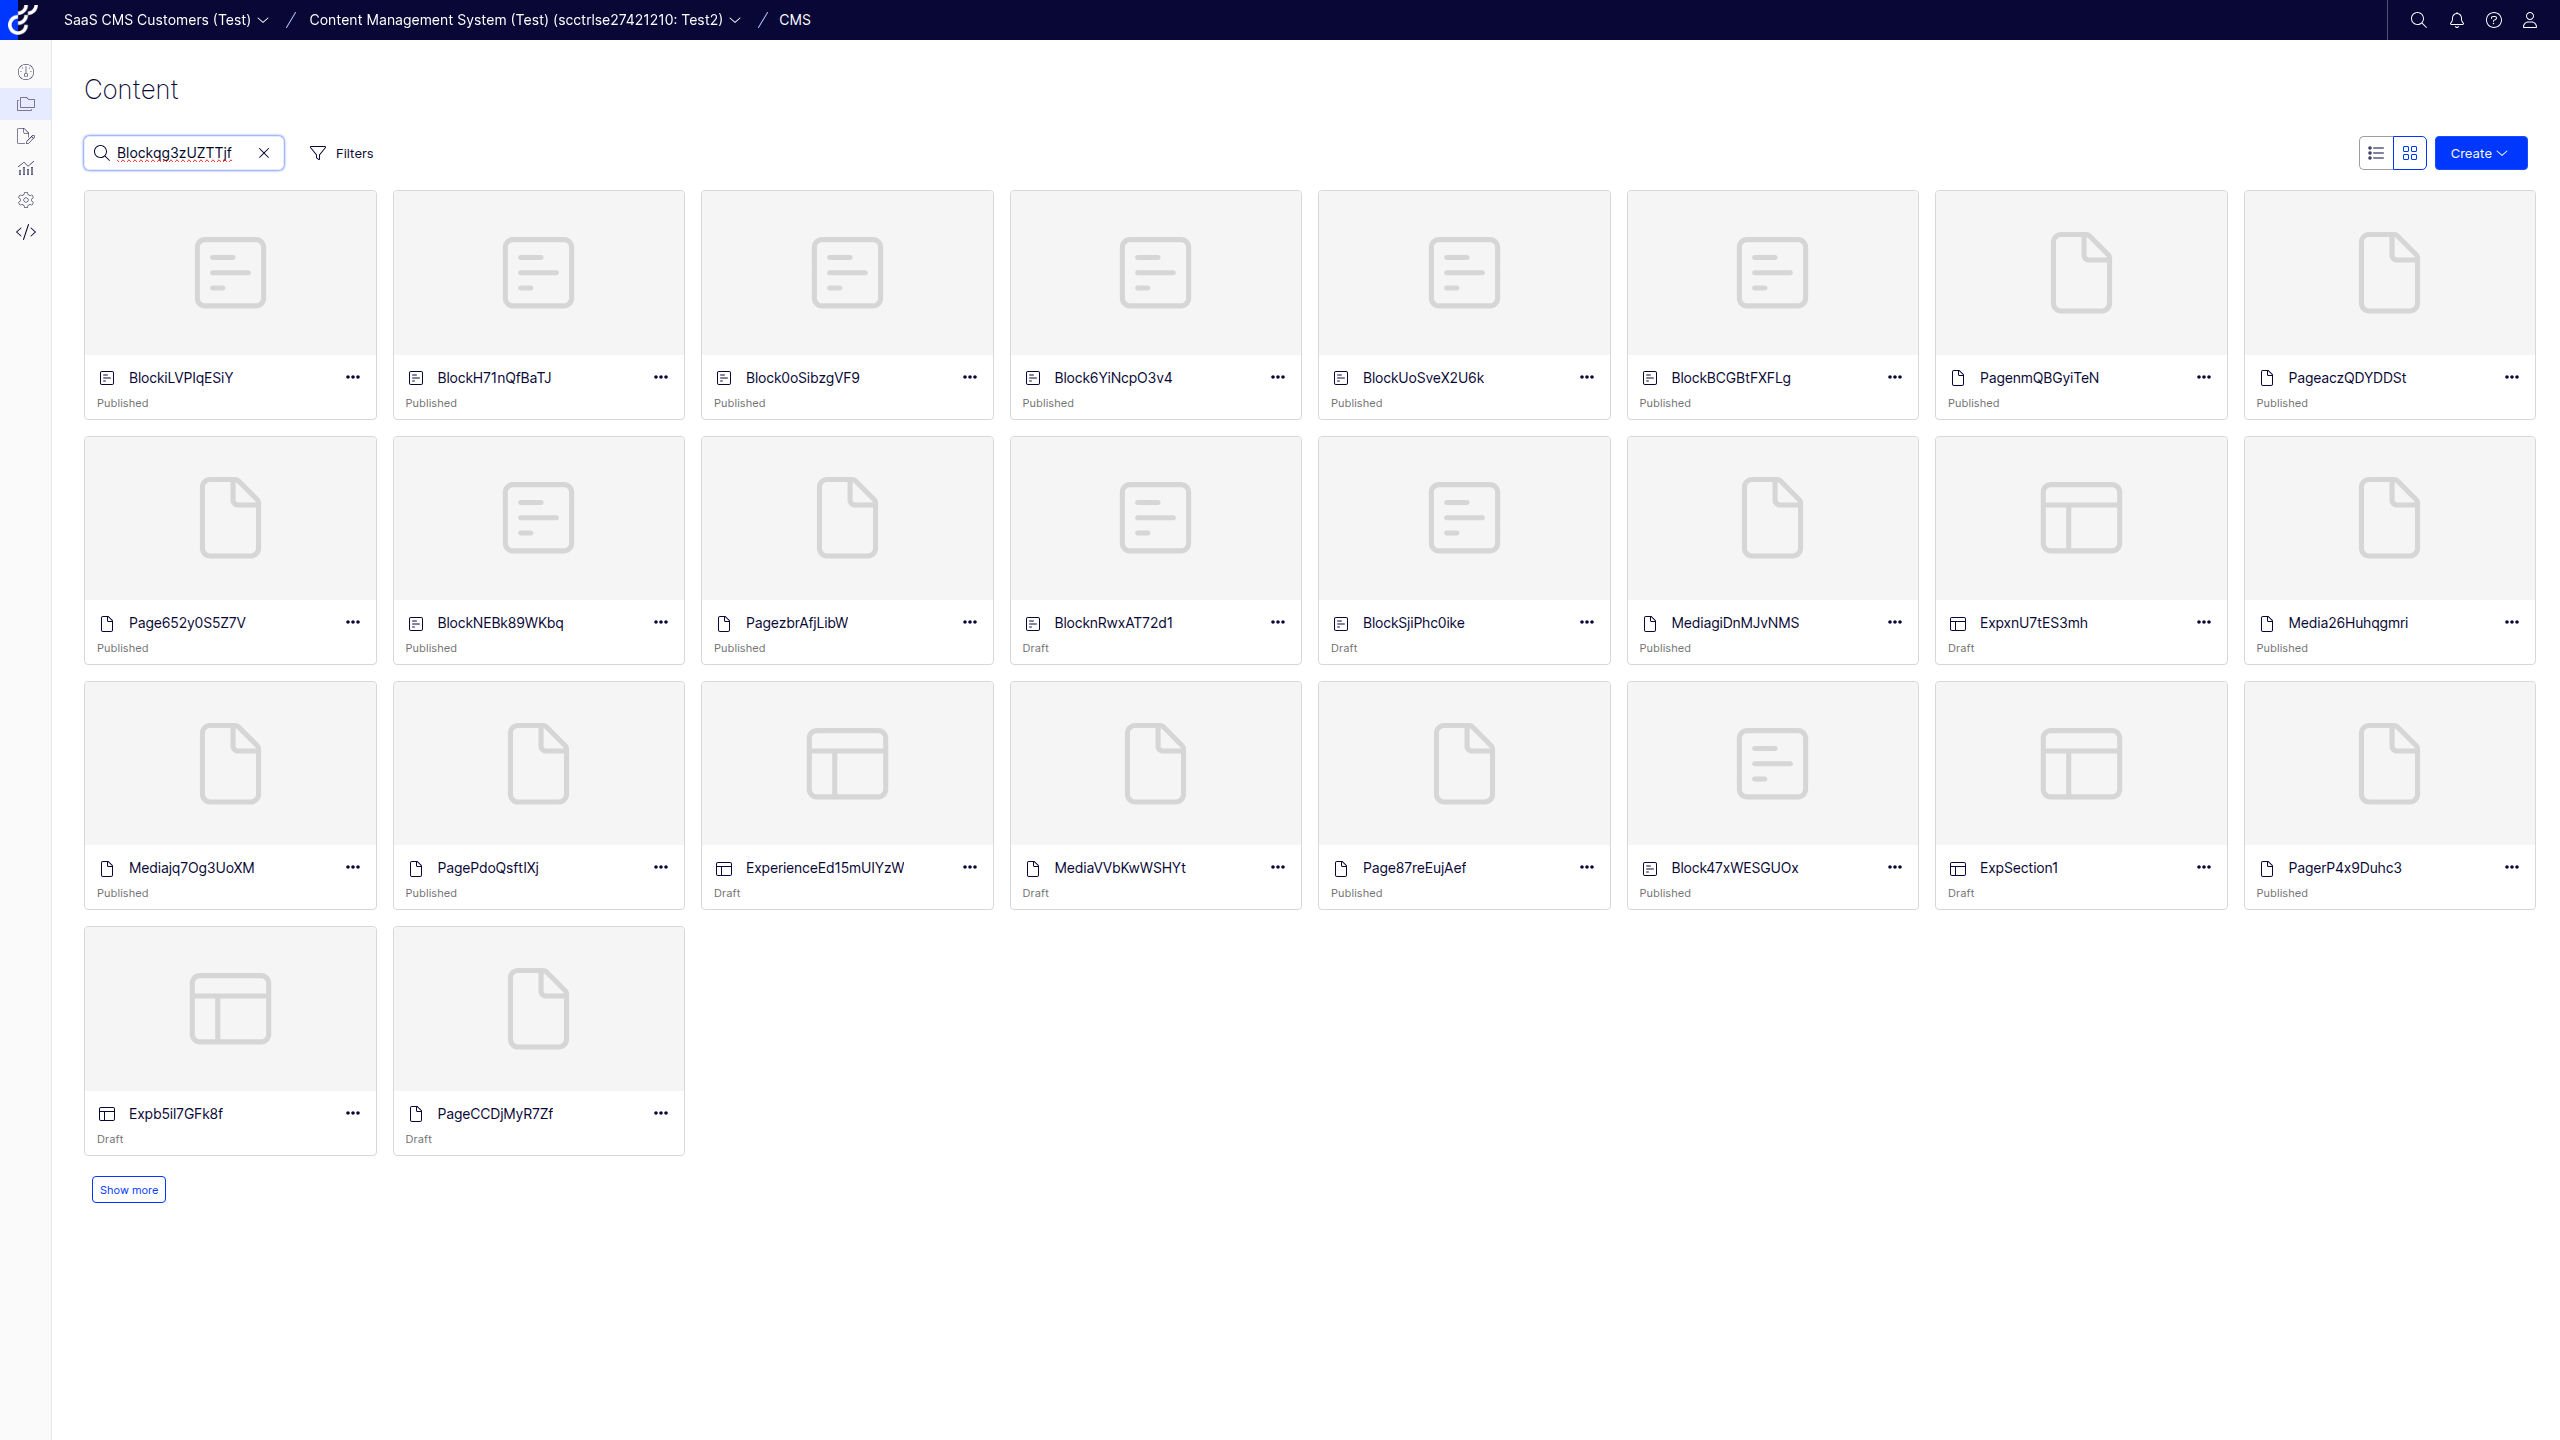 SaaS CMS Customers (Test) / Content Management System (Test) (scctrlse27421210: Test2) / CMS
Content
Blockqg3zUZTTjf Filters Create
BlockiLVPlqESiY BlockH71nQfBaTJ Block0oSibzgVF9 Block6YiNcpO3v4 BlockUoSveX2U6k BlockBCGBtFXFLg PagenmQBGyiTeN PageaczQDYDDSt
Published Published Published Published Published Published Published Published
Page652y0S5Z7V BlockNEBk89WKbq PagezbrAfjLibW BlocknRwxAT72d1 BlockSjiPhc0ike MediagiDnMJvNMS ExpxnU7tES3mh Media26Huhqgmri
Published Published Published Draft Draft Published Draft Published
Mediajq7Og3UoXM PagePdoQsftIXj ExperienceEd15mUIYzW MediaVVbKwWSHYt Page87reEujAef Block47xWESGUOx ExpSection1 PagerP4x9Duhc3
Published Published Draft Draft Published Published Draft Published
Expb5il7GFk8f PageCCDjMyR7Zf
Draft Draft
Show more